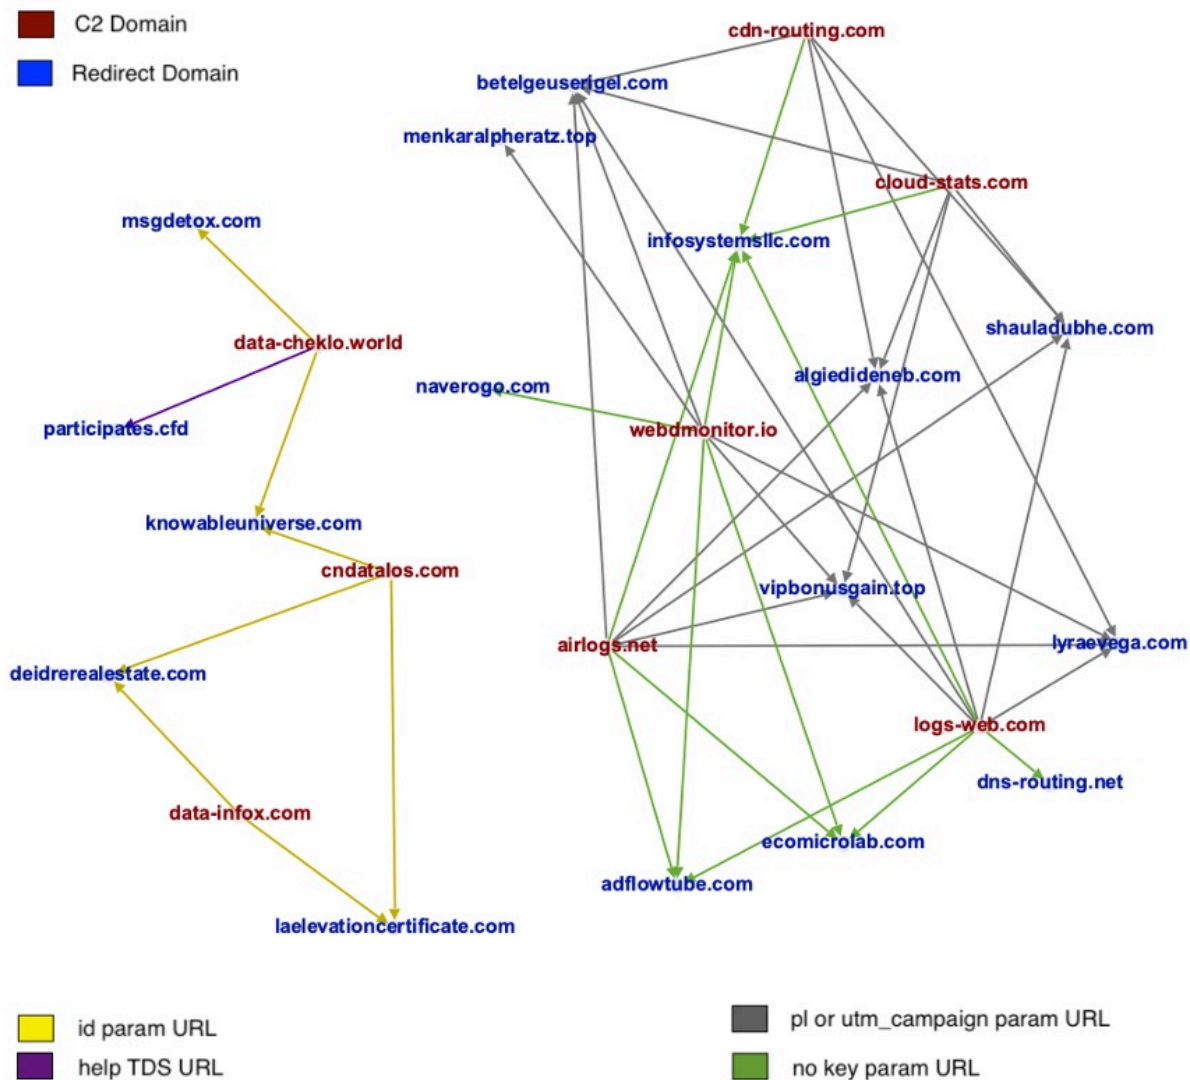 C2 Domain
Redirect Domain
cdn-routing.com
betelgeuserigel.com
menkaralpheratz.top
cloud-stats.com
msgdetox.com
infosystemsllc.com
shauladubhe.com
data-cheklo.world
algiedideneb.com
naverogo.com
participates.cfd
webdmonitor.io
knowableuniverse.com
cndatalos.com
vipbonusgain.top
airlogs.net
lyraevega.com
deidrerealestate.com
logs-web.com
dns-routing.net
data-infox.com
ecomicrolab.com
adflowtube.com
laelevationcertificate.com
id param URL
help TDS URL
pl or utm_campaign param URL
no key param URL